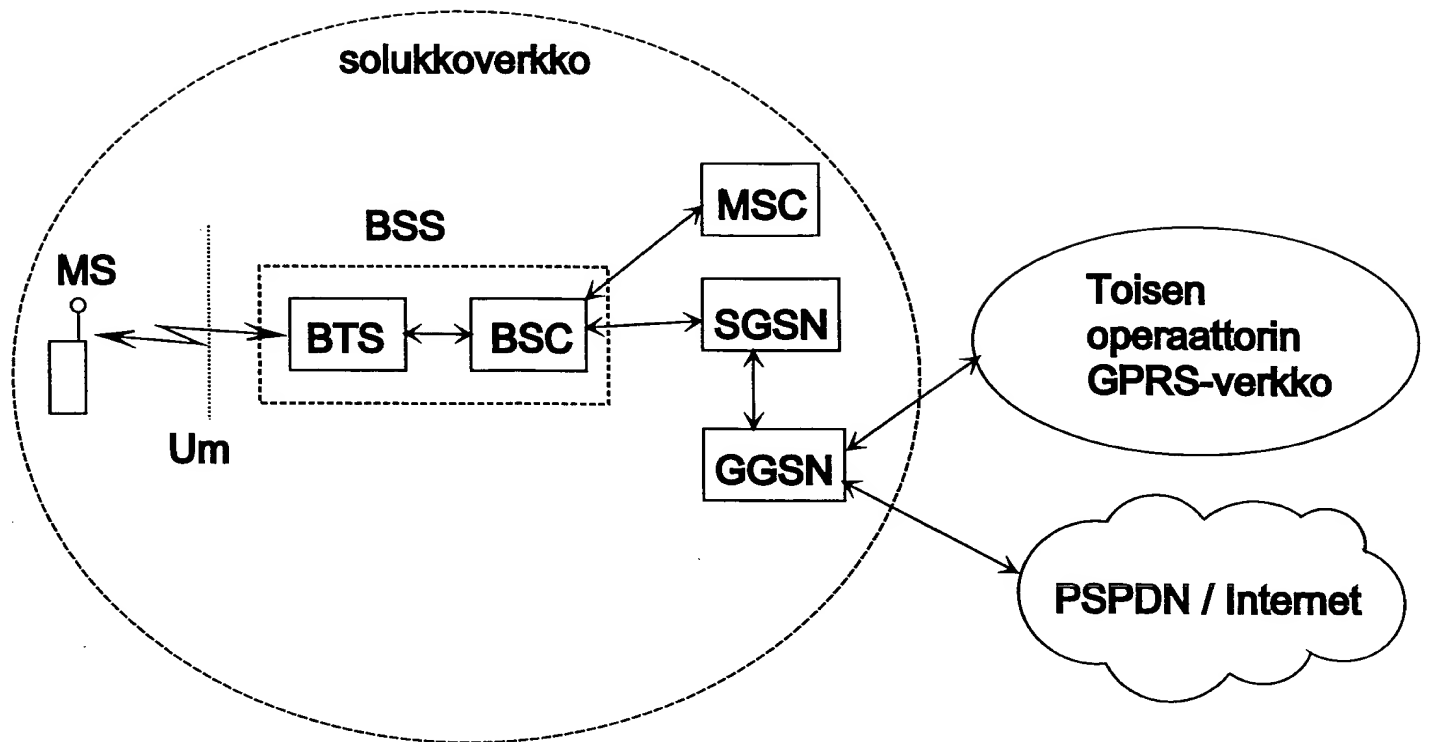 solukkoverkko
MSC
BSS
MS
BTS
BSC
SGSN
Um
GGSN
Toisen
operaattorin
GPRS-verkko
PSPDN / Internet